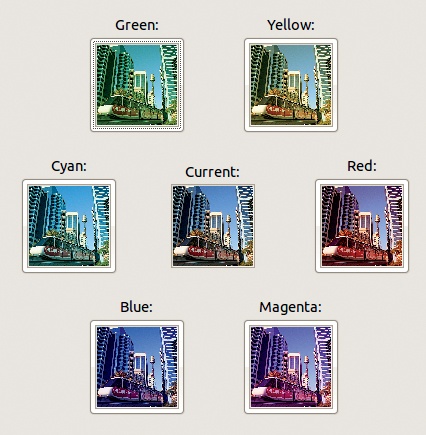 Green:
Yellow:
Cyan:
Current:
Red:
Blue:
Magenta: